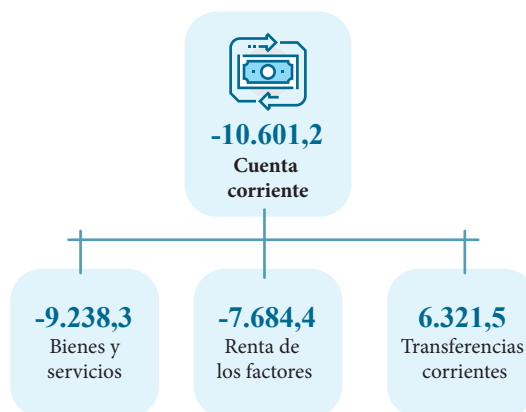 -10.601,2
Cuenta
corriente
-9.238,3
Bienes y
servicios
-7.684,4
Renta de
los factores
6.321,5
Transferencias
corrientes